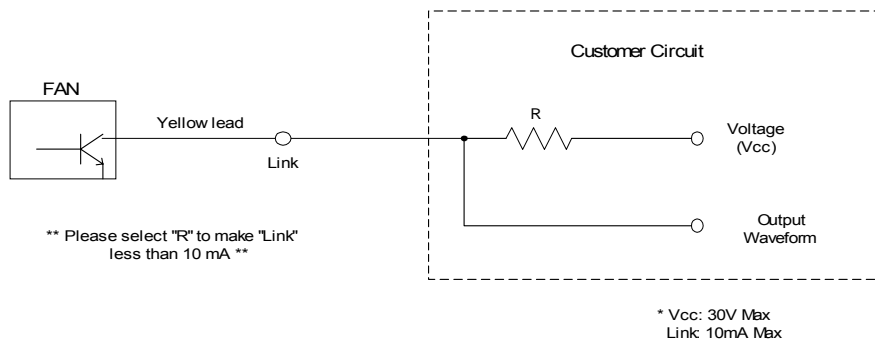 Customer Circuit
FAN
Yellow lead
Link
R
Voltage
(Vcc)
Output
Waveform
** Please select "R" to make "Link"
less than 10 mA **
* Vcc: 30V Max
Link: 10mA Max